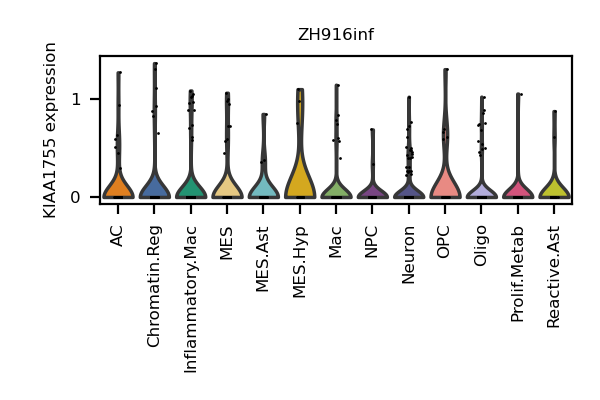 ZH916inf
KIAA1755 expression
1
0
AC
Chromatin.Reg
Inflammatory.Mac
MES
MES.Ast
MES.Hyp
Mac
NPC
Neuron
OPC
Oligo
Prolif.Metab
Reactive.Ast